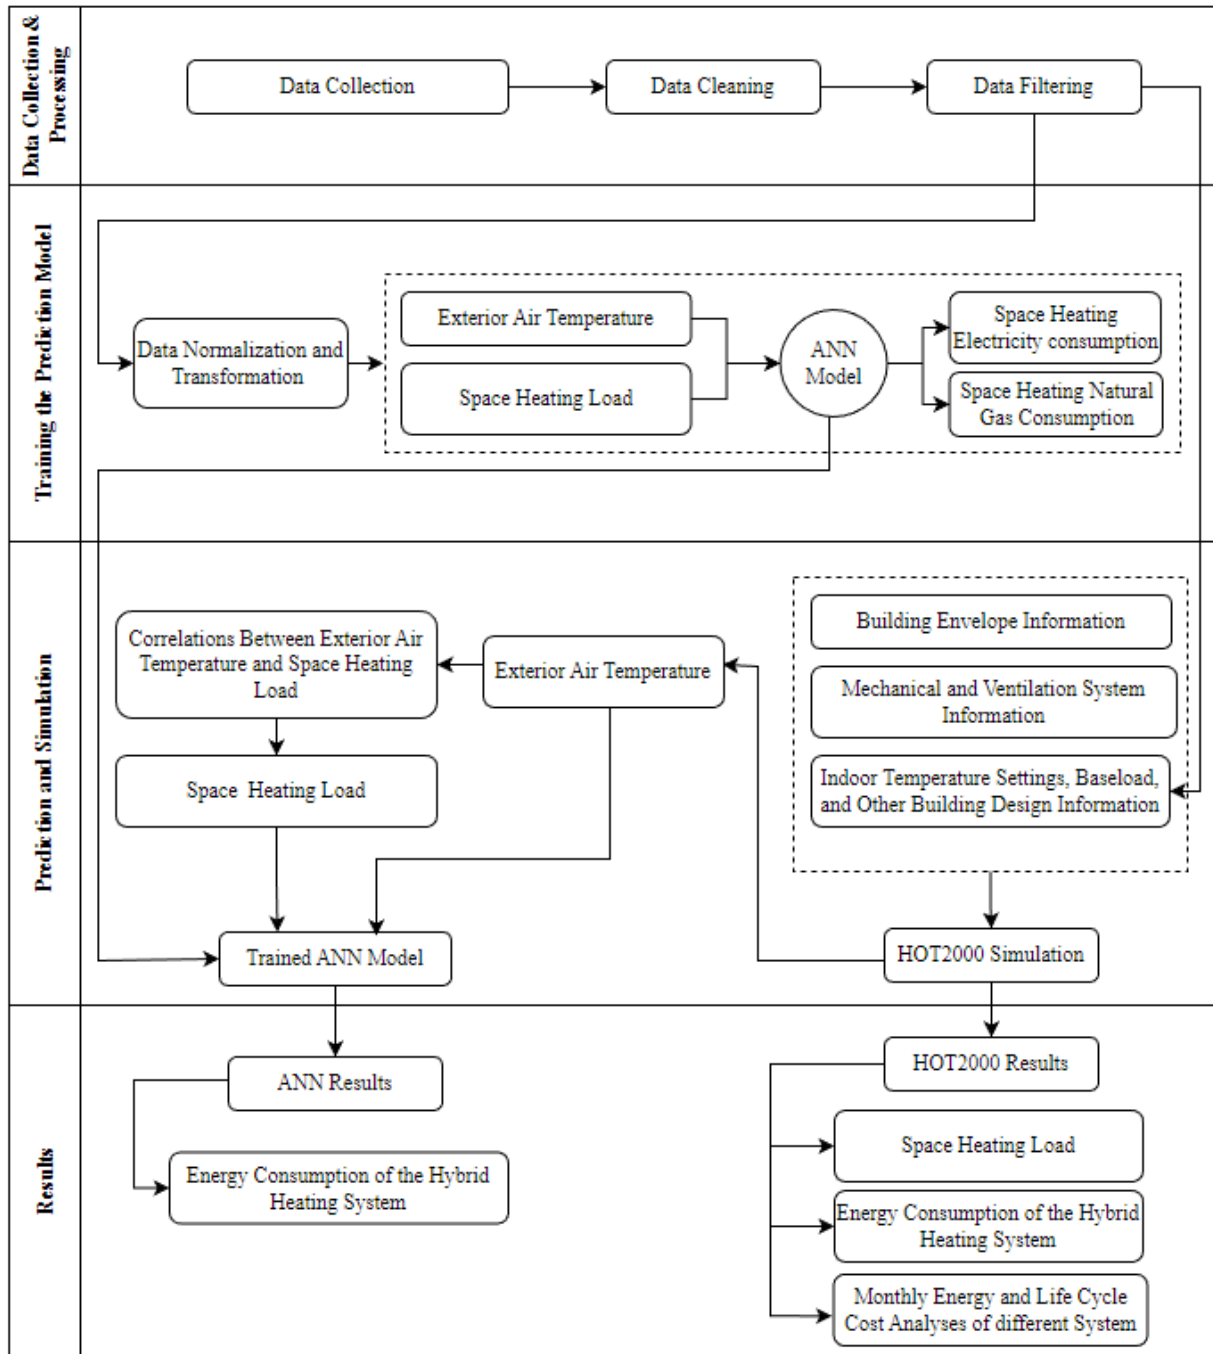 Data Collection &
Processing
Data Collection
Data Cleaning
Data Filtering
Training the Prediction Model
Data Normalization and
Transformation
Exterior Air Temperature
Space Heating Load
ANN
Model
Space Heating
Electricity consumption
Space Heating Natural
Gas Consumption
Prediction and Simulation
Correlations Between Exterior Air
Temperature and Space Heating
Load
Exterior Air Temperature
Space Heating Load
Trained ANN Model
Building Envelope Information
Mechanical and Ventilation System
Information
Indoor Temperature Settings, Baseload,
and Other Building Design Information
HOT2000 Simulation
Results
ANN Results
Energy Consumption of the Hybrid
Heating System
HOT2000 Results
Space Heating Load
Energy Consumption of the Hybrid
Heating System
Monthly Energy and Life Cycle
Cost Analyses of different System